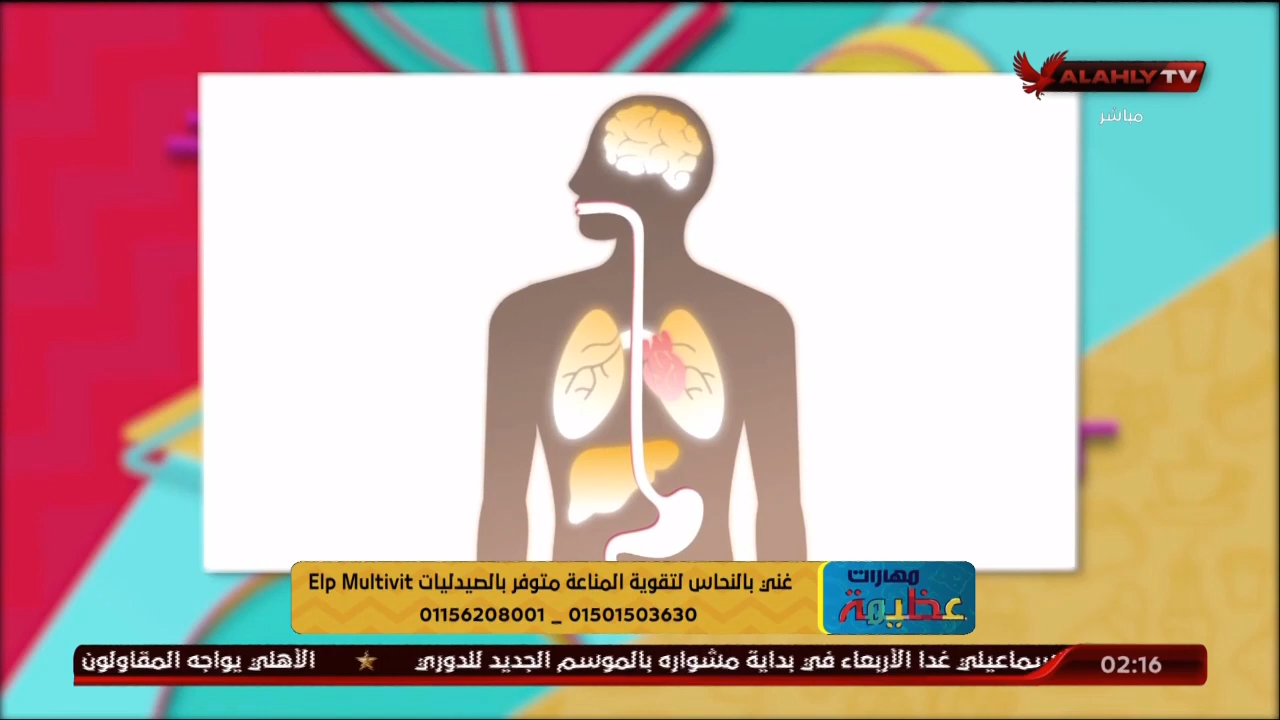 ALAHLY TV
مباشر
غني بالنحاس لتقوية المناعة متوفر بالصيدليات Elp Multivit
01156208001 _ 01501503630
مهارات
عظيمة
سماعيلي غدا الأربعاء في بداية مشواره بالموسم الجديد للدوري ★ الأهلي يواجه المقاولون
02:16